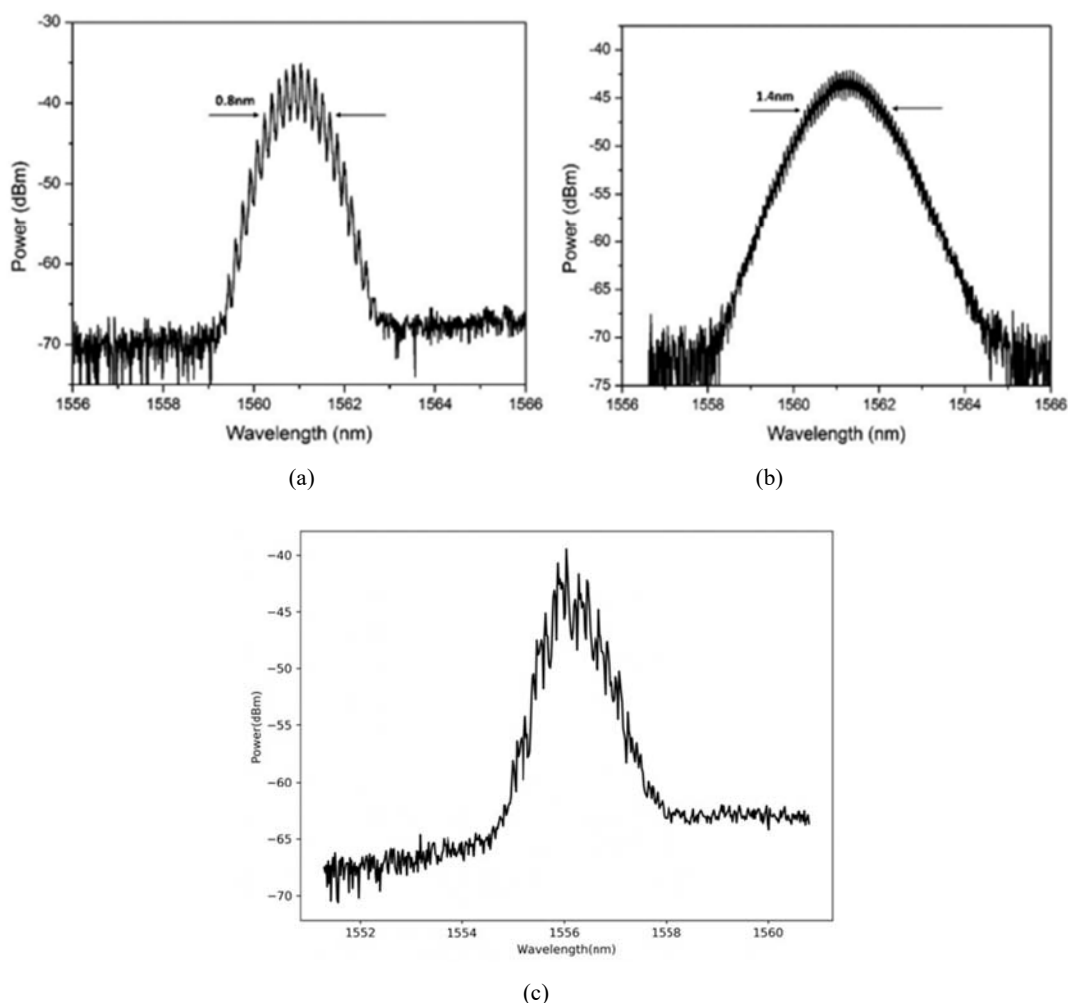 -30
-40
-50
-60
-70
Power (dBm)
0.8nm
1556 1558 1560 1562 1564 1566
Wavelength (nm)
(a)
-40
-45
-50
-55
-60
-65
-70
-75
Power (dBm)
1.4nm
1556 1558 1560 1562 1564 1566
Wavelength (nm)
(b)
−40
−45
−50
−55
−60
−65
−70
Power(dBm)
1552 1554 1556 1558 1560
Wavelength(nm)
(c)